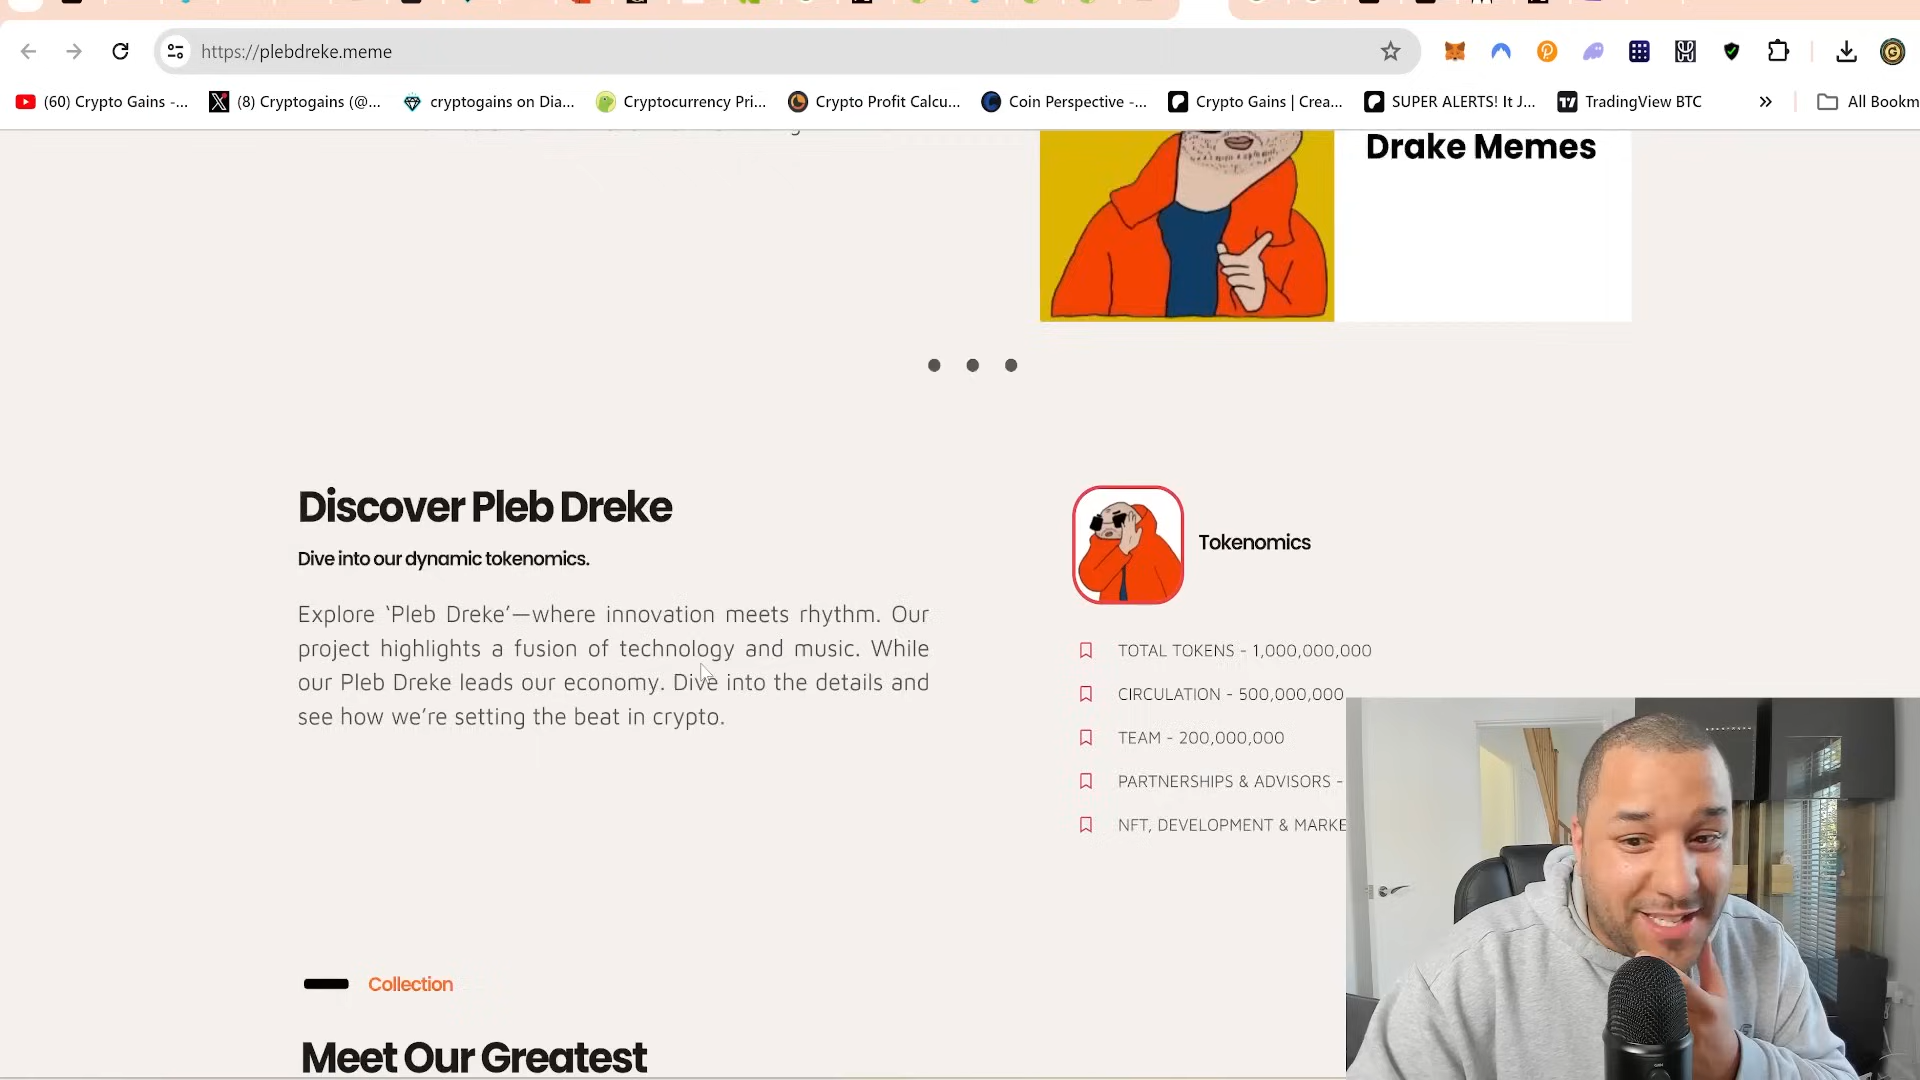 https://plebdreke.meme
(60) Crypto Gains -...
(8) Cryptogains (@...
cryptogains on Dia...
Cryptocurrency Pri...
Crypto Profit Calcu...
Coin Perspective -...
Crypto Gains | Crea...
SUPER ALERTS! It J...
TradingView BTC
All Bookm
Drake Memes
Discover Pleb Dreke
Dive into our dynamic tokenomics.
Explore ‘Pleb Dreke’—where innovation meets rhythm. Our
project highlights a fusion of technology and music. While
our Pleb Dreke leads our economy. Dive into the details and
see how we’re setting the beat in crypto.
Tokenomics
TOTAL TOKENS - 1,000,000,000
CIRCULATION - 500,000,000
TEAM - 200,000,000
PARTNERSHIPS & ADVISORS -
NFT, DEVELOPMENT & MARKE
Collection
Meet Our Greatest